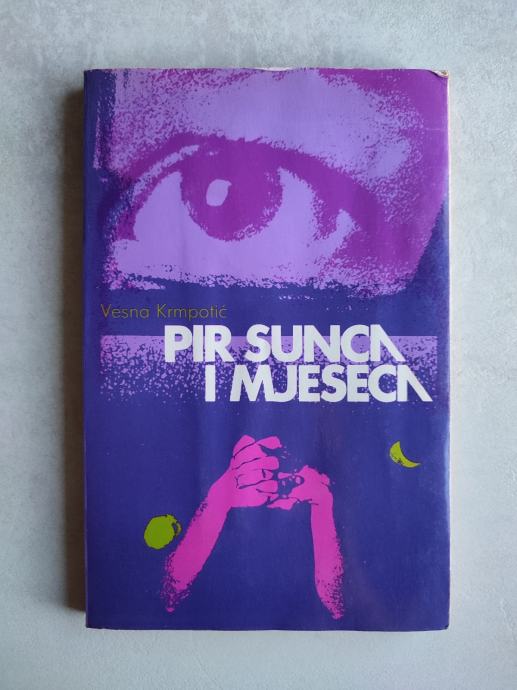 Vesna Krmpotić
PIR SUNCA
I MJESECA